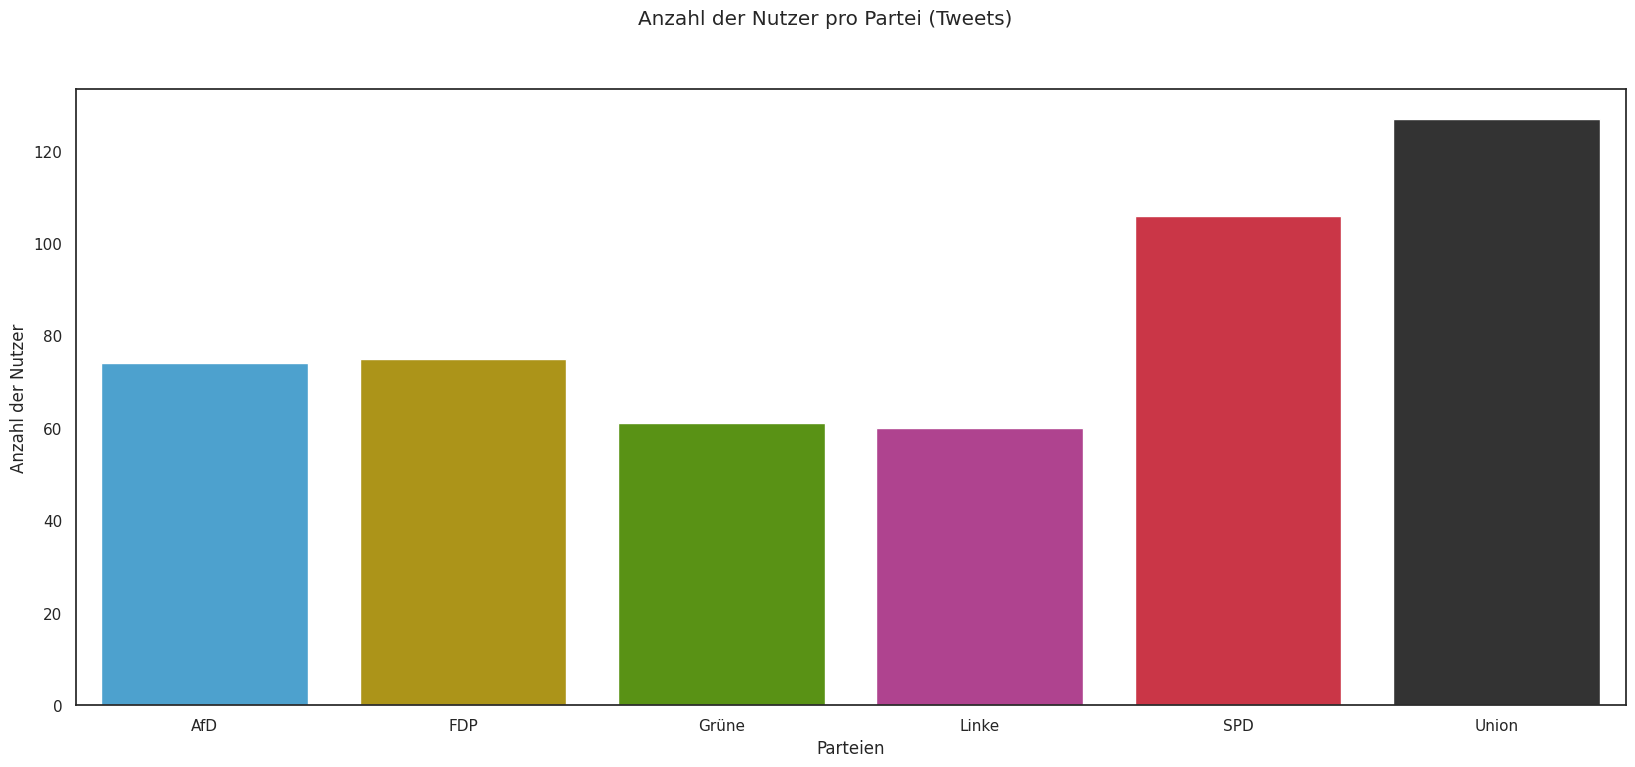 Anzahl der Nutzer pro Partei (Tweets)
Anzahl der Nutzer
120
100
80
60
40
20
0
AfD FDP Grüne Linke SPD Union
Parteien